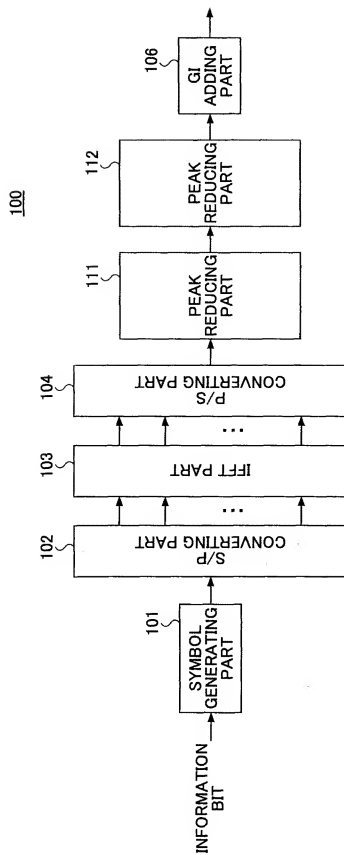 100
INFORMATION
BIT
101
SYMBOL
GENERATING
PART
102
S/P
CONVERTING PART
...
103
IFFT PART
...
104
P/S
CONVERTING PART
111
PEAK
REDUCING
PART
112
PEAK
REDUCING
PART
106
GI
ADDING
PART